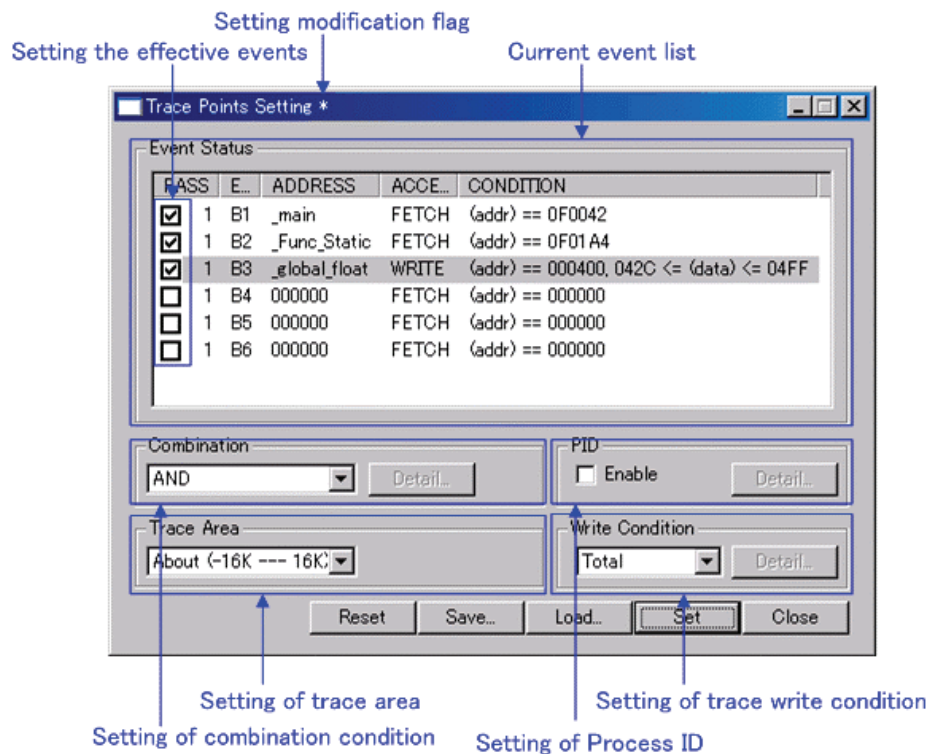 Setting modification flag
Setting the effective events
Current event list
Trace Points Setting *
Event Status
PASS E... ADDRESS ACCE... CONDITION
1 B1 _main FETCH (addr) == 0F0042
1 B2 _Func_Static FETCH (addr) == 0F01A4
1 B3 _global_float WRITE (addr) == 000400, 042C <= (data) <= 04FF
1 B4 000000 FETCH (addr) == 000000
1 B5 000000 FETCH (addr) == 000000
1 B6 000000 FETCH (addr) == 000000
Combination
AND Detail...
PID
Enable Detail...
Trace Area
About (-16K --- 16K)
Write Condition
Total Detail...
Reset Save... Load... Set Close
Setting of trace area
Setting of trace write condition
Setting of combination condition
Setting of Process ID